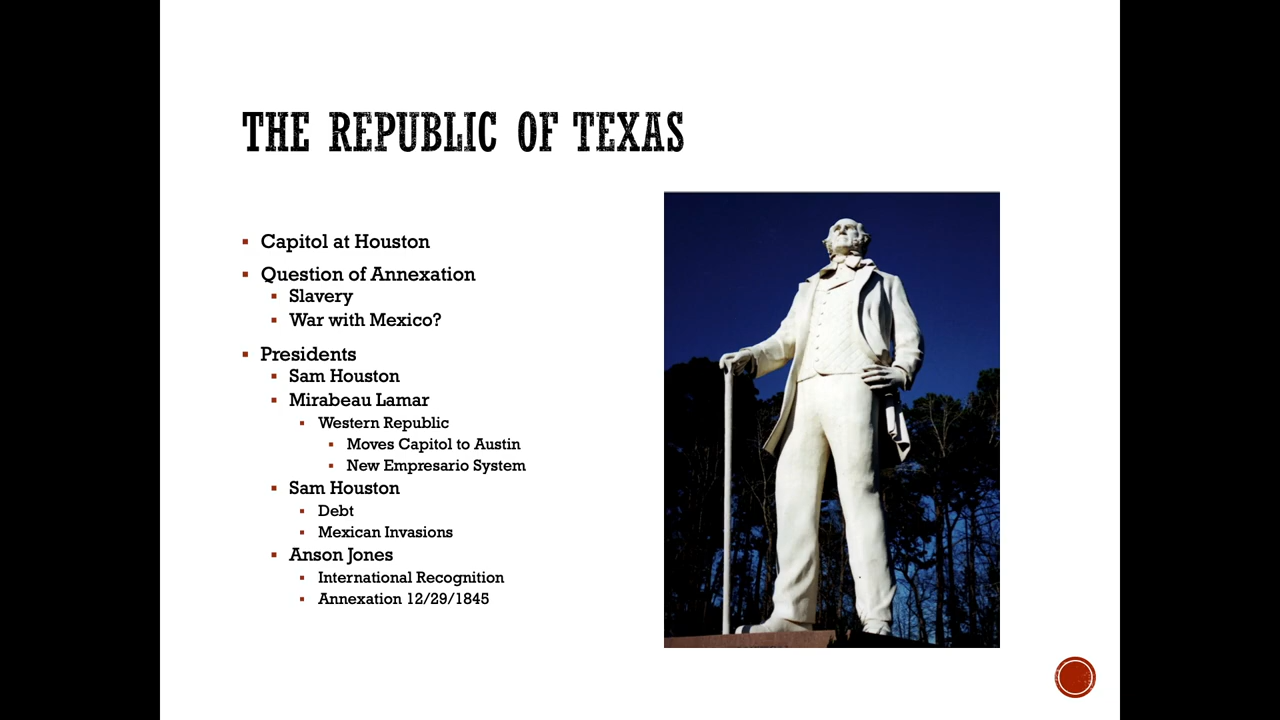 THE REPUBLIC OF TEXAS
Capitol at Houston
Question of Annexation
Slavery
War with Mexico?
Presidents
Sam Houston
Mirabeau Lamar
Western Republic
Moves Capitol to Austin
New Empresario System
Sam Houston
Debt
Mexican Invasions
Anson Jones
International Recognition
Annexation 12/29/1845